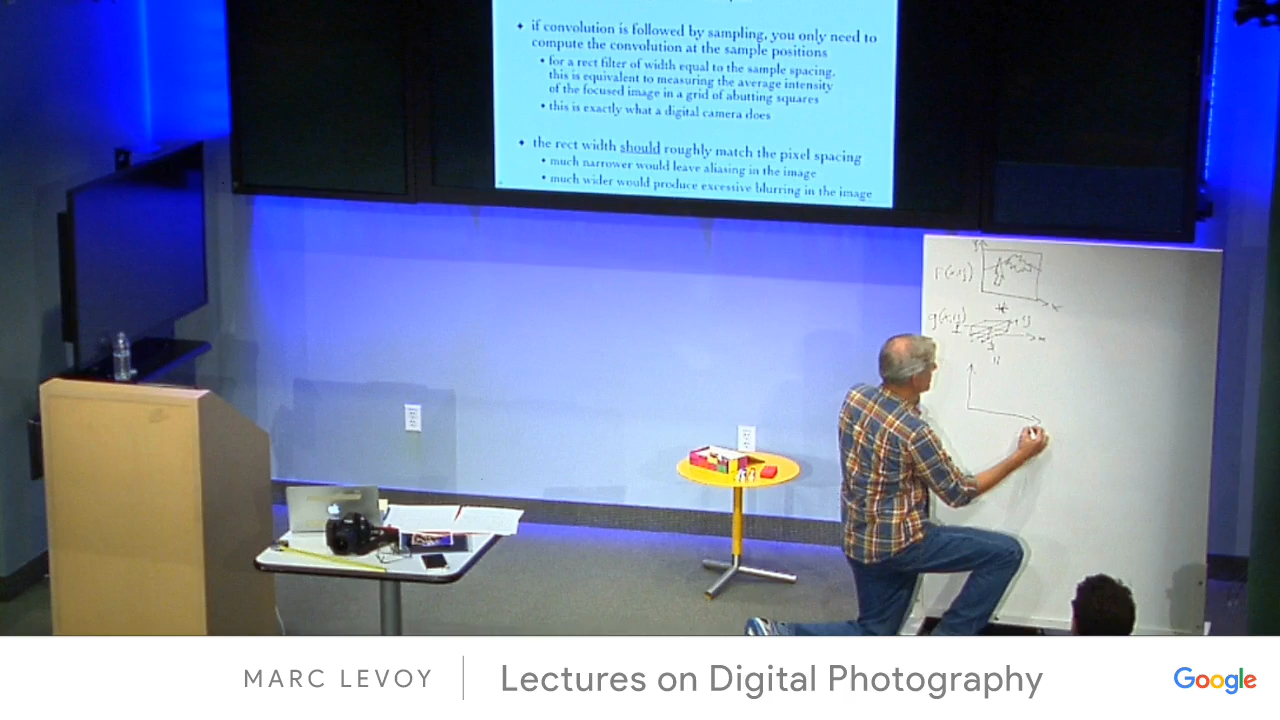 ✦ if convolution is followed by sampling, you only need to
compute the convolution at the sample positions
• for a rect filter of width equal to the sample spacing,
this is equivalent to measuring the average intensity
of the focused image in a grid of abutting squares
• this is exactly what a digital camera does
✦ the rect width should roughly match the pixel spacing
• much narrower would leave aliasing in the image
• much wider would produce excessive blurring in the image
y
f(x,y)
x
*
g(x,y)
y
x
MARC LEVOY
Lectures on Digital Photography
Google